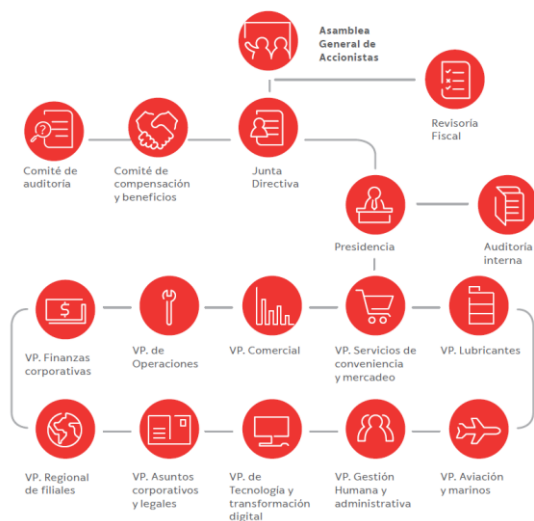 Asamblea
General de
Accionistas
Revisoría
Fiscal
Comité de
auditoria
Comité de
compensación
y beneficios
Junta
Directiva
Presidencia
Auditoría
interna
VP. Finanzas
corporativas
VP. de
Operaciones
VP. Comercial
VP. Servicios de
conveniencia
y mercadeo
VP. Lubricantes
VP. Regional
de filiales
VP. Asuntos
corporativos
y legales
VP. de
Tecnología y
transformación
digital
VP. Gestión
Humana y
administrativa
VP. Aviación
y marinos